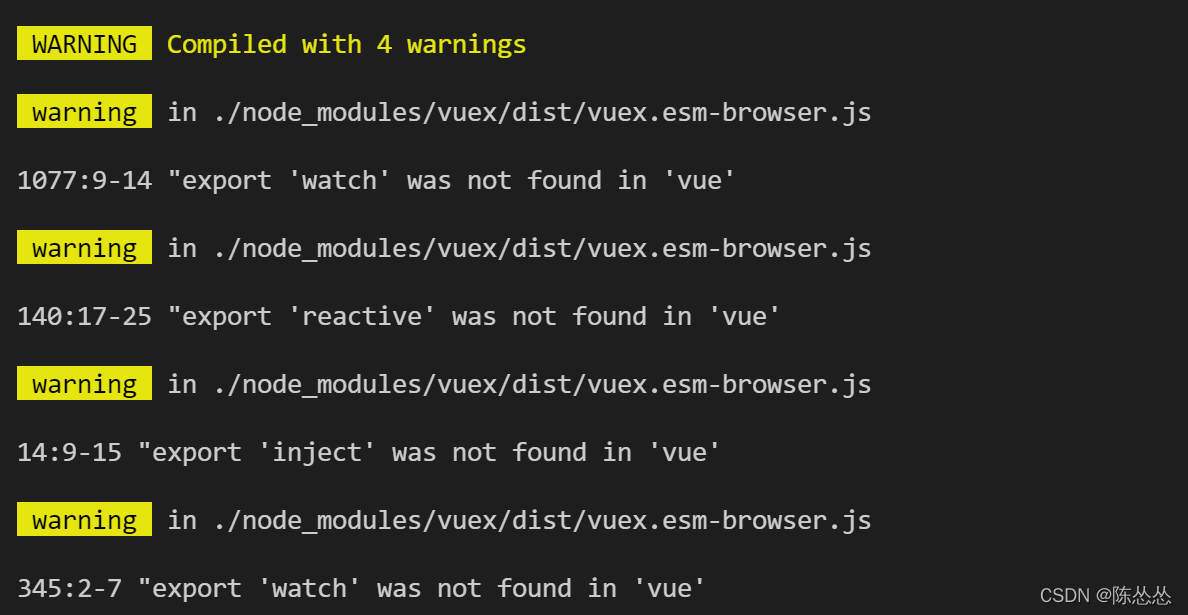 WARNING Compiled with 4 warnings
warning in ./node_modules/vuex/dist/vuex.esm-browser.js
1077:9-14 "export 'watch' was not found in 'vue'
warning in ./node_modules/vuex/dist/vuex.esm-browser.js
140:17-25 "export 'reactive' was not found in 'vue'
warning in ./node_modules/vuex/dist/vuex.esm-browser.js
14:9-15 "export 'inject' was not found in 'vue'
warning in ./node_modules/vuex/dist/vuex.esm-browser.js
345:2-7 "export 'watch' was not found in 'vue'
CSDN @陈怂怂